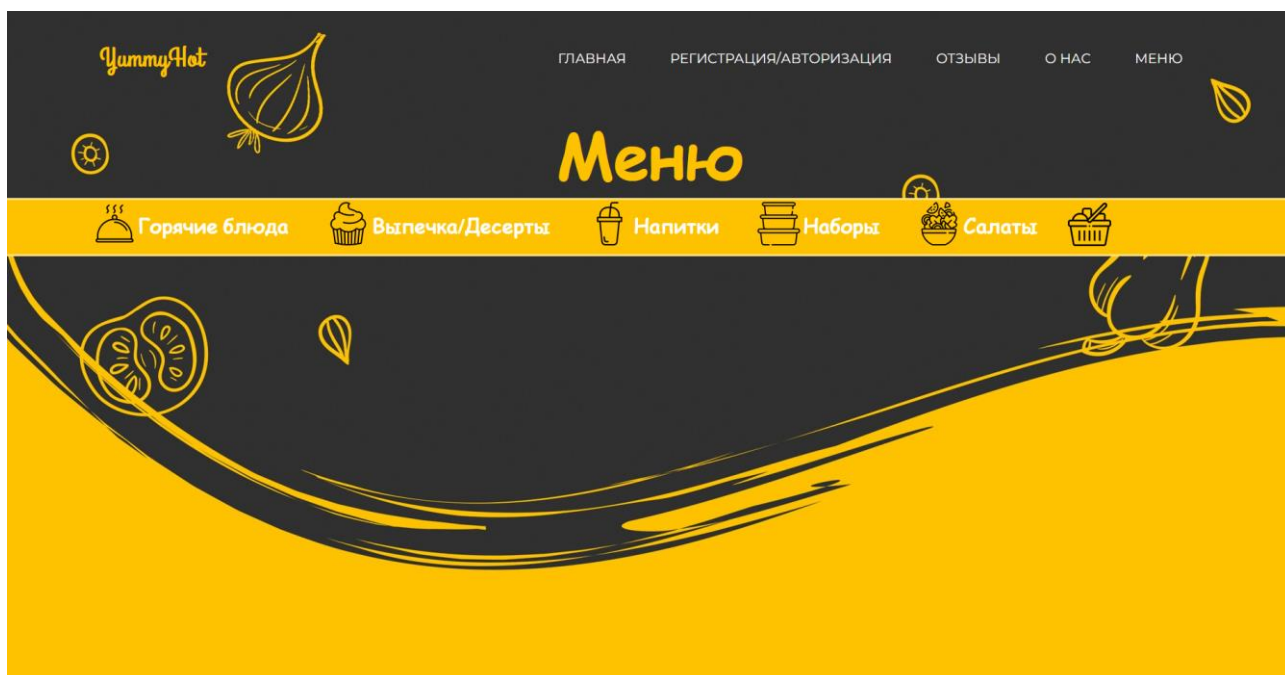 YummyHot
ГЛАВНАЯ РЕГИСТРАЦИЯ/АВТОРИЗАЦИЯ ОТЗЫВЫ О НАС МЕНЮ
Меню
Горячие блюда Выпечка/Десерты Напитки Наборы Салаты